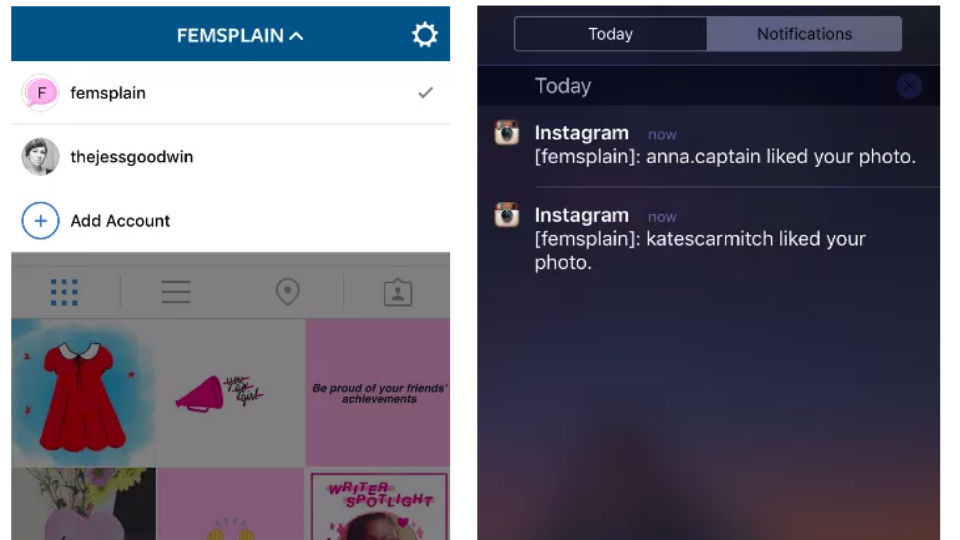 FEMSPLAIN
F femsplain
thejessgoodwin
Add Account
you
go
girl
Be proud of your friends'
achievements
WRITER
SPOTLIGHT
Today Notifications
Today
Instagram now
[femsplain]: anna.captain liked your photo.
Instagram now
[femsplain]: katescarmitch liked your
photo.